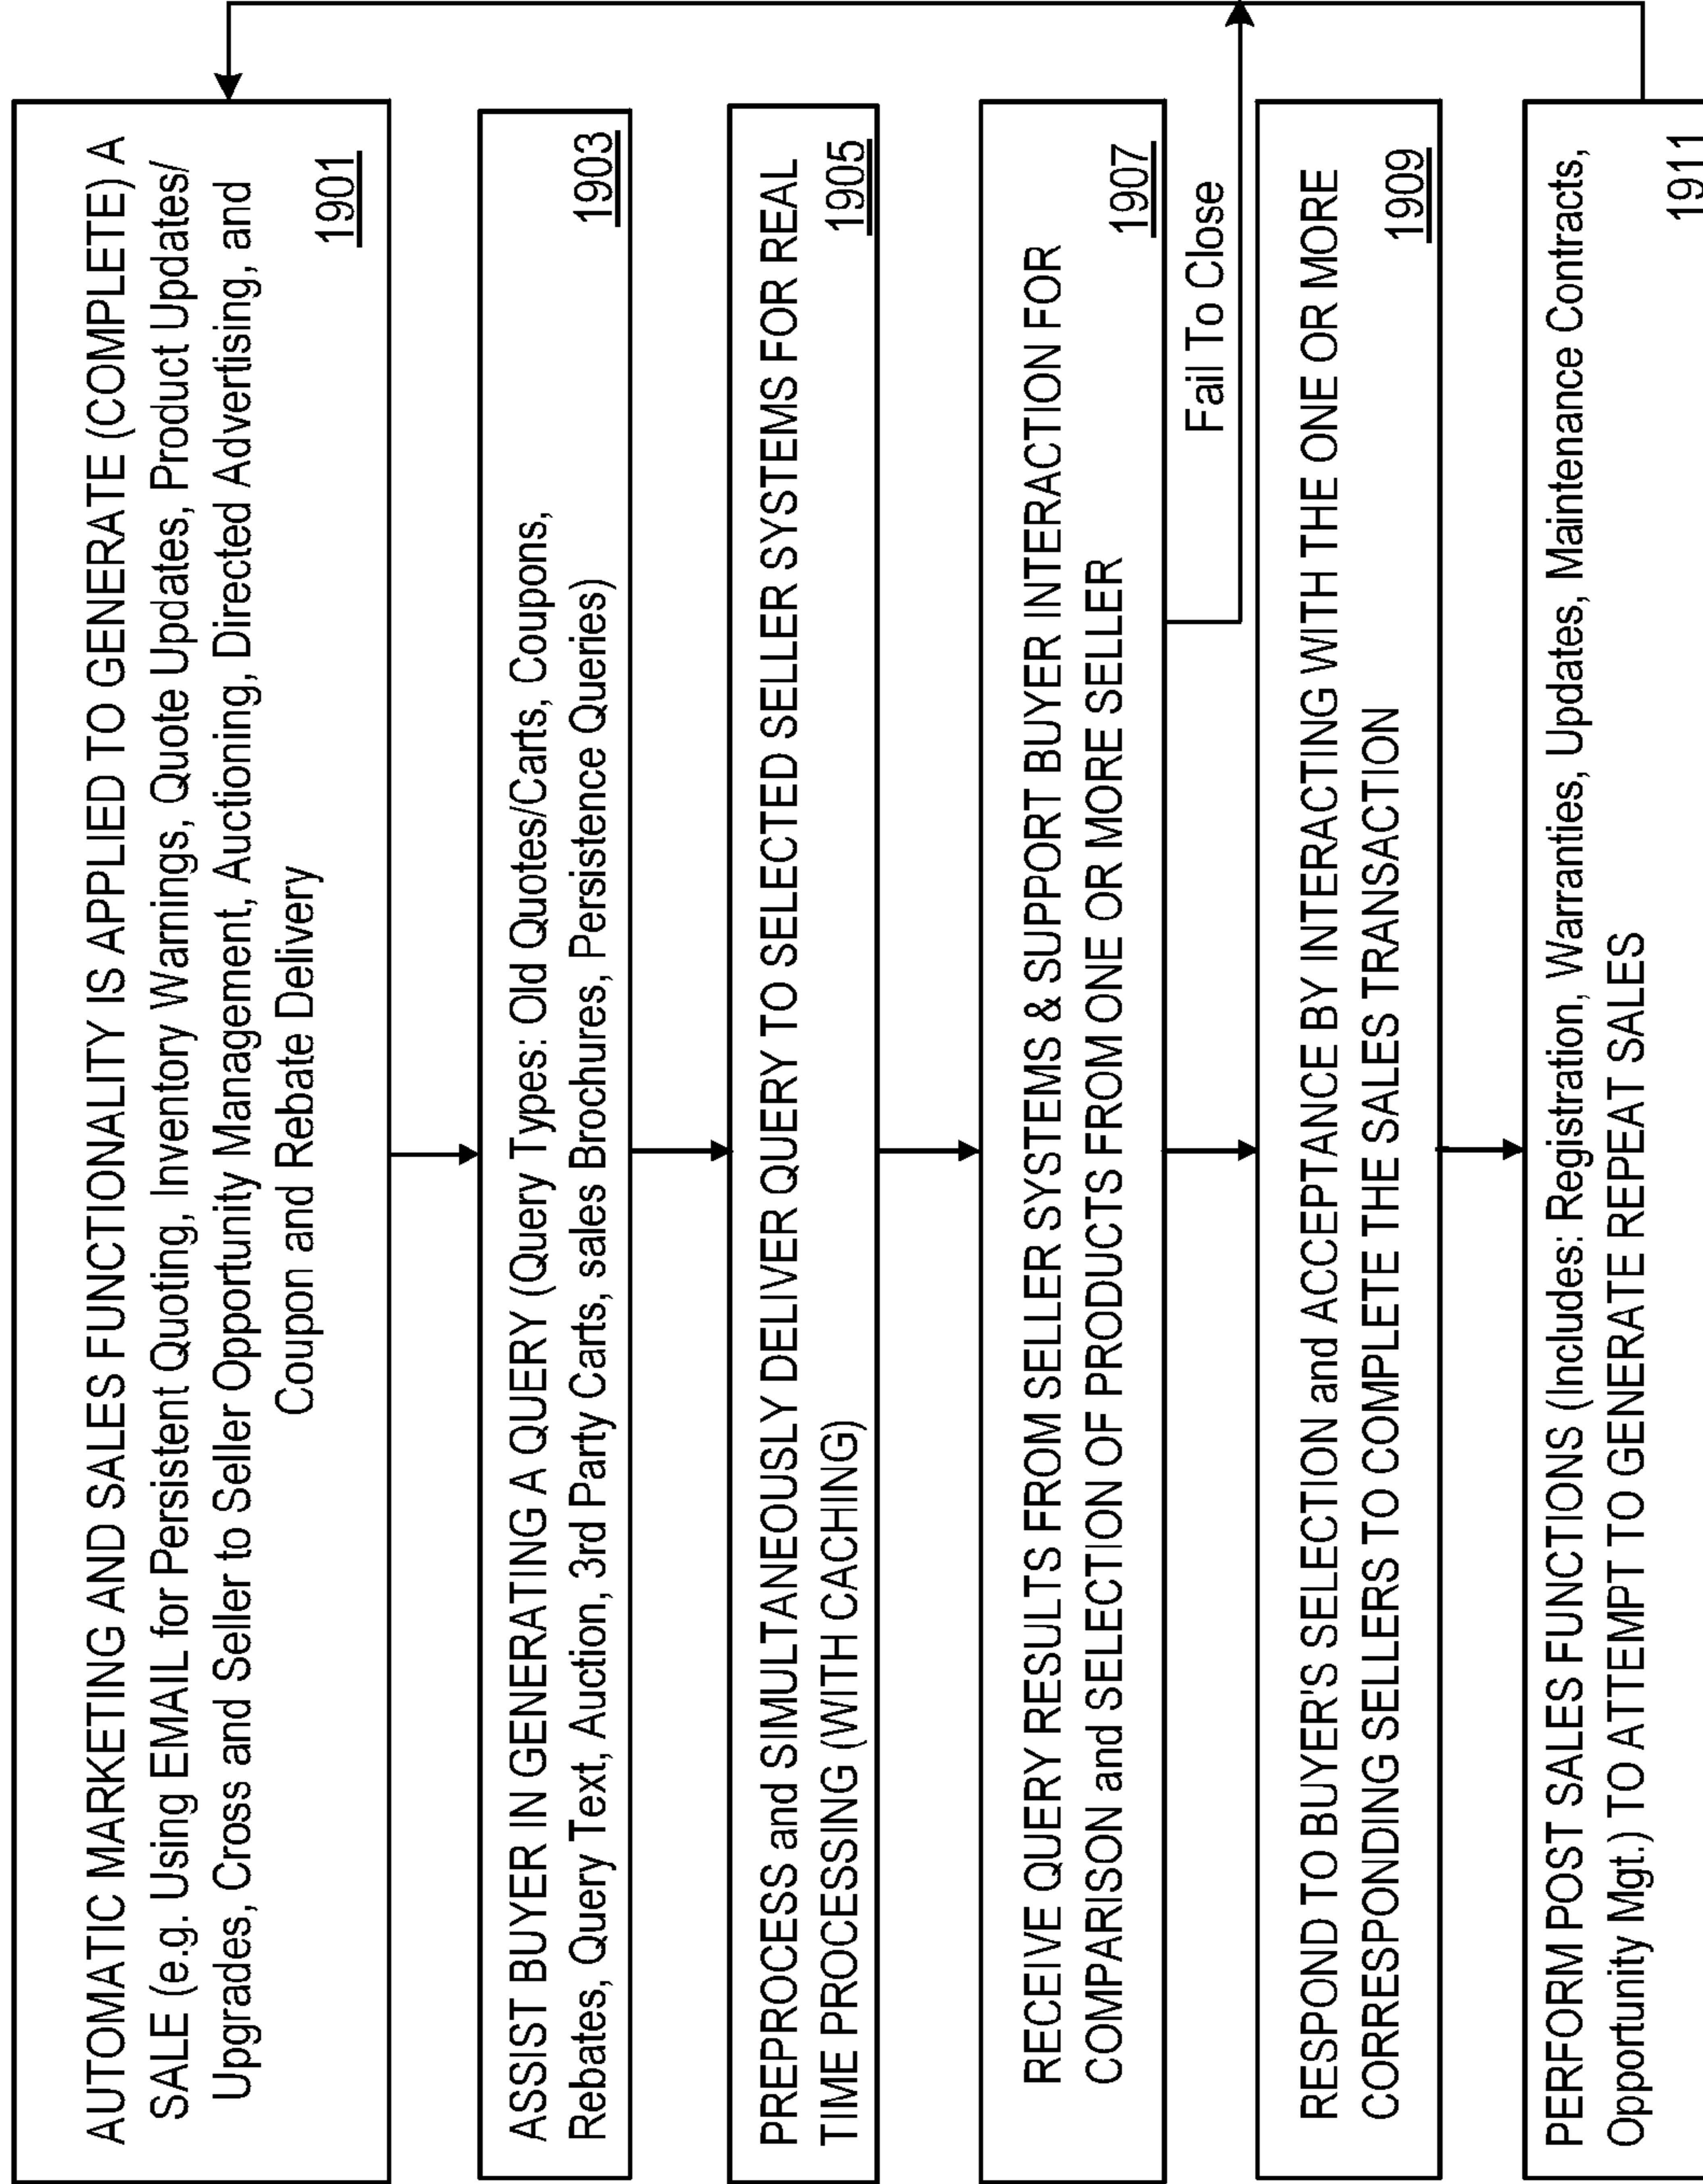 AUTOMATIC MARKETING AND SALES FUNCTIONALITY IS APPLIED TO GENERATE (COMPLETE) A
SALE (e.g. Using EMAIL for Persistent Quoting, Inventory Warnings, Quote Updates, Product Updates/
Upgrades, Cross and Seller to Seller Opportunity Management, Auctioning, Directed Advertising, and
Coupon and Rebate Delivery
1901
ASSIST BUYER IN GENERATING A QUERY (Query Types: Old Quotes/Carts, Coupons,
Rebates, Query Text, Auction, 3rd Party Carts, sales Brochures, Persistence Queries)
1903
PREPROCESS and SIMULTANEOUSLY DELIVER QUERY TO SELECTED SELLER SYSTEMS FOR REAL
TIME PROCESSING (WITH CACHING)
1905
RECEIVE QUERY RESULTS FROM SELLER SYSTEMS & SUPPORT BUYER INTERACTION FOR
COMPARISON and SELECTION OF PRODUCTS FROM ONE OR MORE SELLER
1907
Fail To Close
RESPOND TO BUYER'S SELECTION and ACCEPTANCE BY INTERACTING WITH THE ONE OR MORE
CORRESPONDING SELLERS TO COMPLETE THE SALES TRANSACTION
1909
PERFORM POST SALES FUNCTIONS (Includes: Registration, Warranties, Updates, Maintenance Contracts,
Opportunity Mgt.) TO ATTEMPT TO GENERATE REPEAT SALES
1911